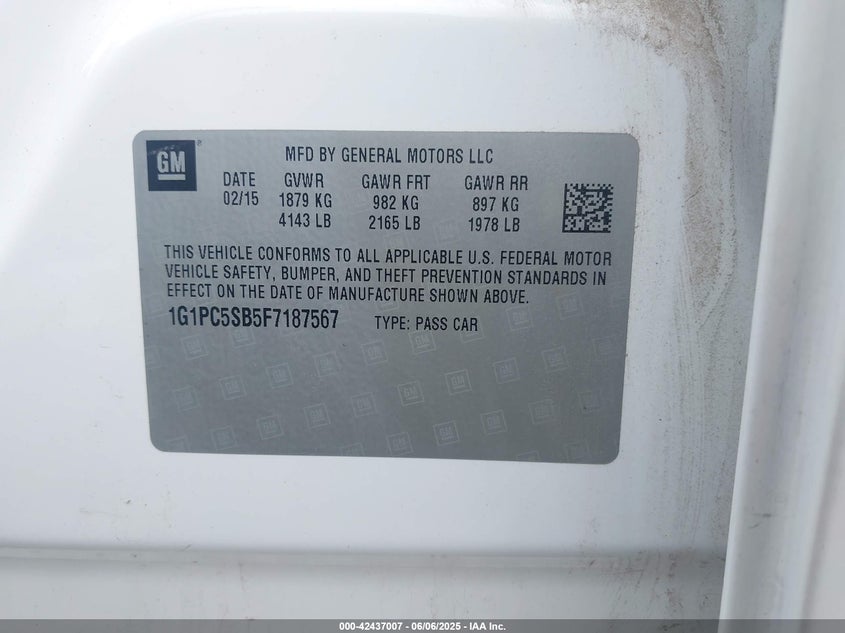 GM
MFD BY GENERAL MOTORS LLC
DATE GVWR GAWR FRT GAWR RR
02/15 1879 KG 982 KG 897 KG
4143 LB 2165 LB 1978 LB
THIS VEHICLE CONFORMS TO ALL APPLICABLE U.S. FEDERAL MOTOR
VEHICLE SAFETY, BUMPER, AND THEFT PREVENTION STANDARDS IN
EFFECT ON THE DATE OF MANUFACTURE SHOWN ABOVE.
1G1PC5SB5F7187567 TYPE: PASS CAR
000-42437007 - 06/06/2025 - IAA Inc.